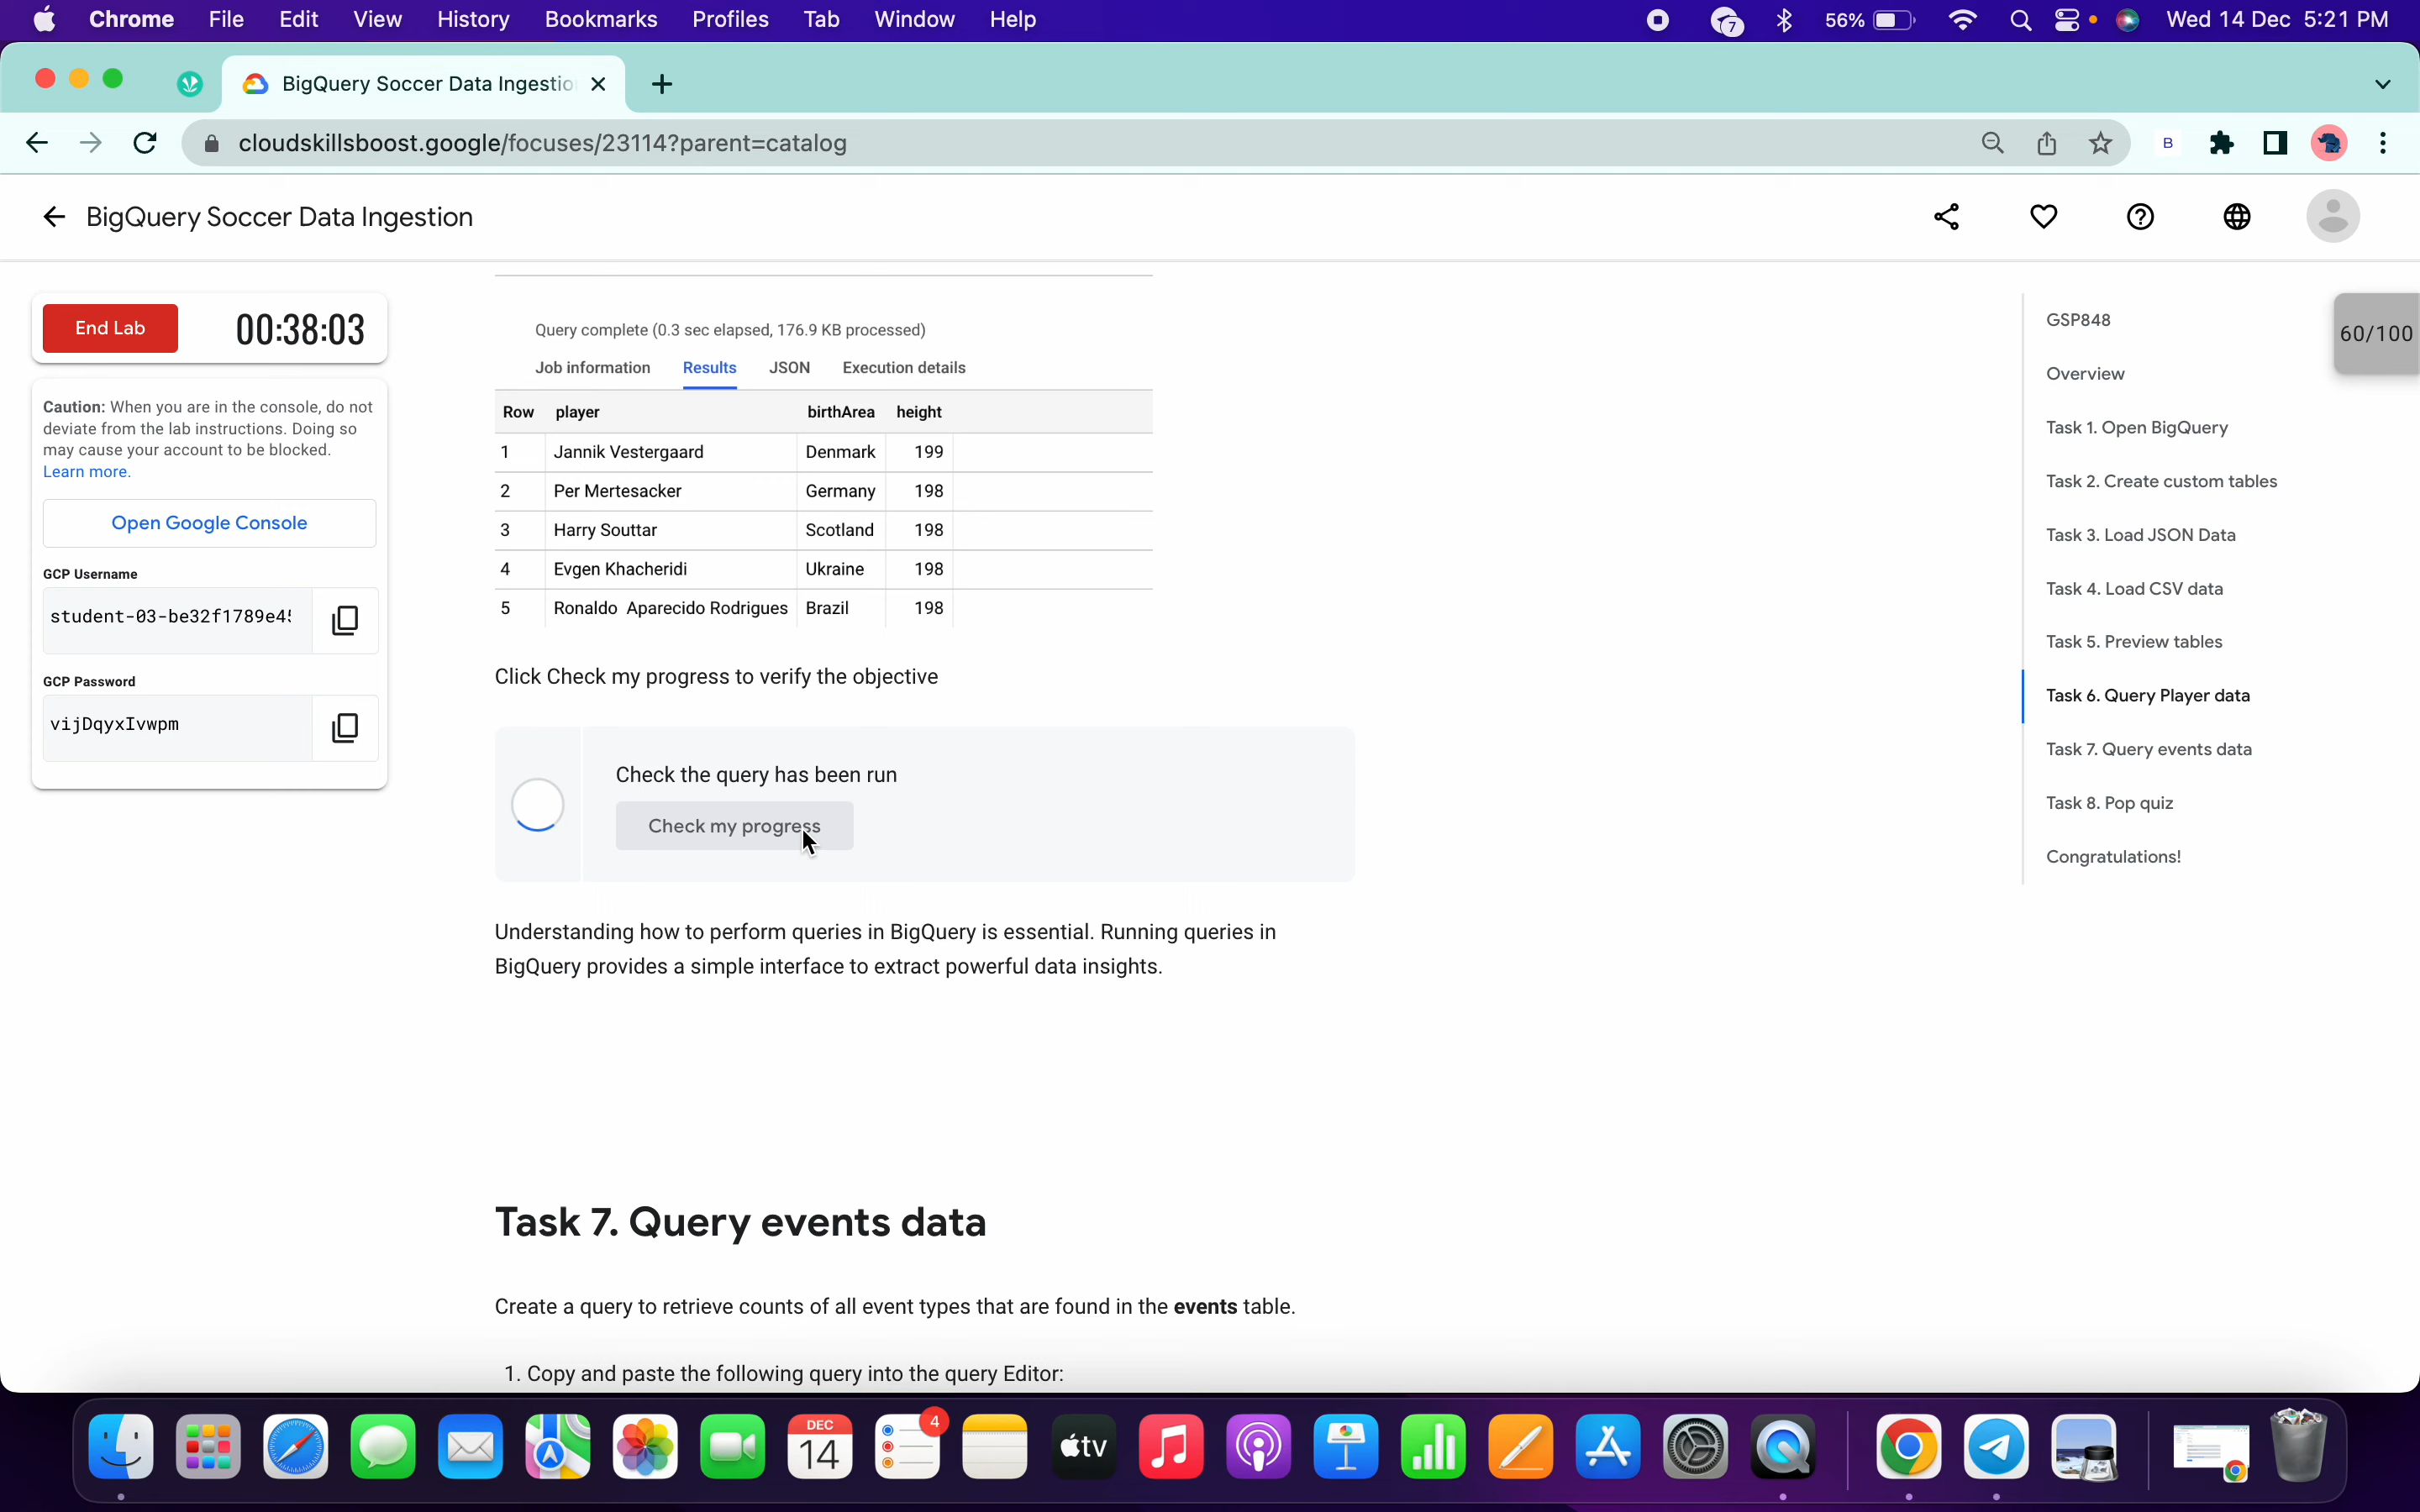 Chrome File Edit View History Bookmarks Profiles Tab Window Help 7 56% Wed 14 Dec 5:21 PM
BigQuery Soccer Data Ingestio
cloudskillsboost.google/focuses/23114?parent=catalog B
BigQuery Soccer Data Ingestion
End Lab 00:38:03
Caution: When you are in the console, do not
deviate from the lab instructions. Doing so
may cause your account to be blocked.
Learn more.
Open Google Console
GCP Username
student-03-be32f1789e45
GCP Password
vijDqyxIvwpm
Query complete (0.3 sec elapsed, 176.9 KB processed)
Job information Results JSON Execution details
Row player birthArea height
1 Jannik Vestergaard Denmark 199
2 Per Mertesacker Germany 198
3 Harry Souttar Scotland 198
4 Evgen Khacheridi Ukraine 198
5 Ronaldo Aparecido Rodrigues Brazil 198
Click Check my progress to verify the objective
Check the query has been run
Check my progress
Understanding how to perform queries in BigQuery is essential. Running queries in
BigQuery provides a simple interface to extract powerful data insights.
Task 7. Query events data
Create a query to retrieve counts of all event types that are found in the events table.
1. Copy and paste the following query into the query Editor:
GSP848
Overview
Task 1. Open BigQuery
Task 2. Create custom tables
Task 3. Load JSON Data
Task 4. Load CSV data
Task 5. Preview tables
Task 6. Query Player data
Task 7. Query events data
Task 8. Pop quiz
Congratulations!
60/100
DEC
14
4
tv